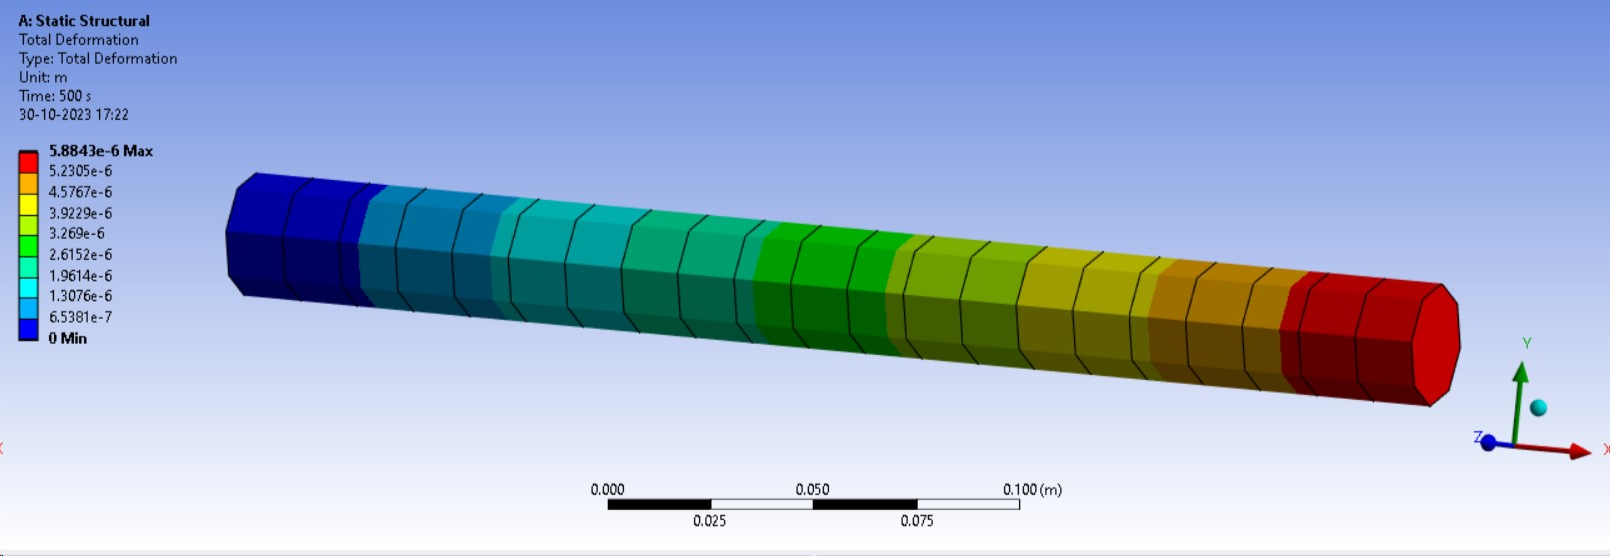 A: Static Structural
Total Deformation
Type: Total Deformation
Unit: m
Time: 500 s
30-10-2023 17:22
5.8843e-6 Max
5.2305e-6
4.5767e-6
3.9229e-6
3.269e-6
2.6152e-6
1.9614e-6
1.3076e-6
6.5381e-7
0 Min
Y
Z
X
0.000 0.050 0.100 (m)
0.025 0.075